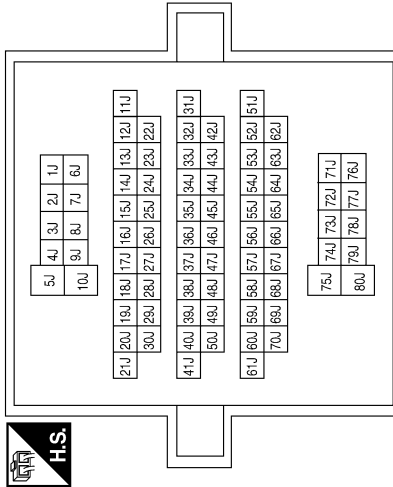 H.S.
5J 4J 3J 2J 1J
10J 9J 8J 7J 6J
21J 20J 19J 18J 17J 16J 15J 14J 13J 12J 11J
30J 29J 28J 27J 26J 25J 24J 23J 22J
41J 40J 39J 38J 37J 36J 35J 34J 33J 32J 31J
50J 49J 48J 47J 46J 45J 44J 43J 42J
61J 60J 59J 58J 57J 56J 55J 54J 53J 52J 51J
70J 69J 68J 67J 66J 65J 64J 63J 62J
75J 74J 73J 72J 71J
80J 79J 78J 77J 76J